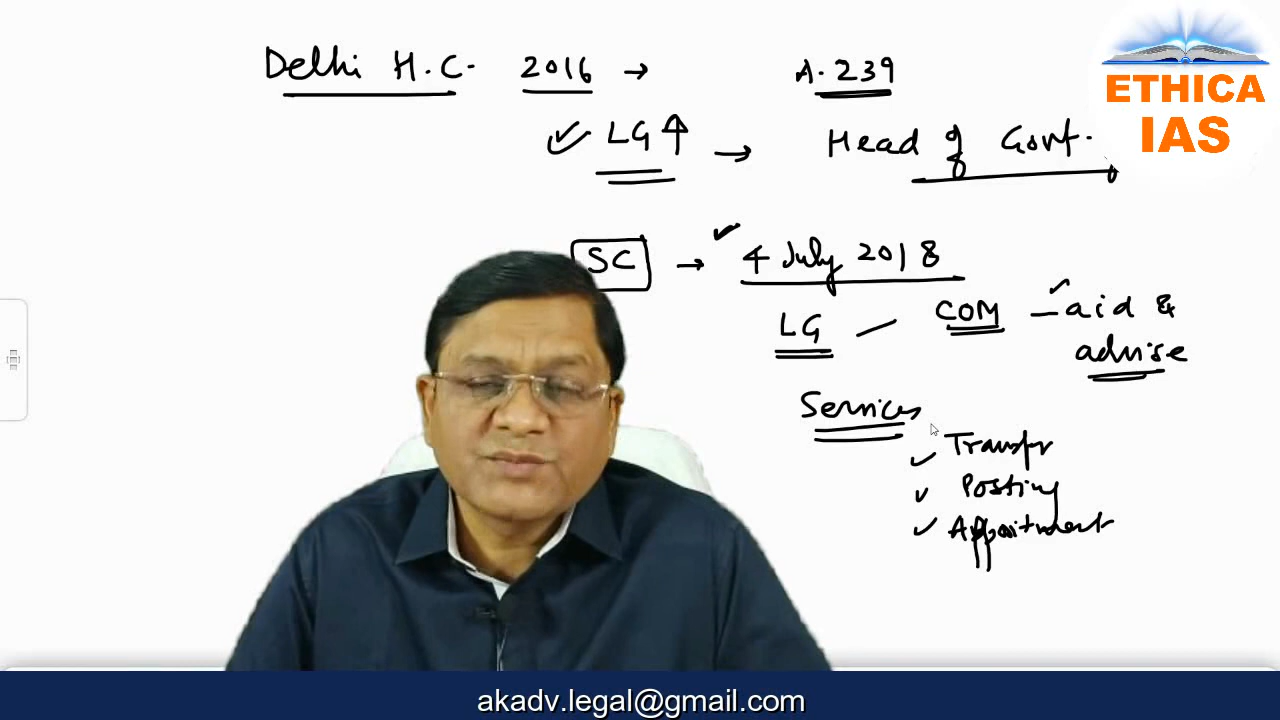 Delhi H.C. 2016 → A. 239
✓ LG ↑ → Head of Govt.
ETHICA
IAS
SC → ✓ 4 July 2018
LG — COM — ✓ aid &
advise
Services
✓ Transfr
✓ Posting
✓ Appointment
akadv.legal@gmail.com